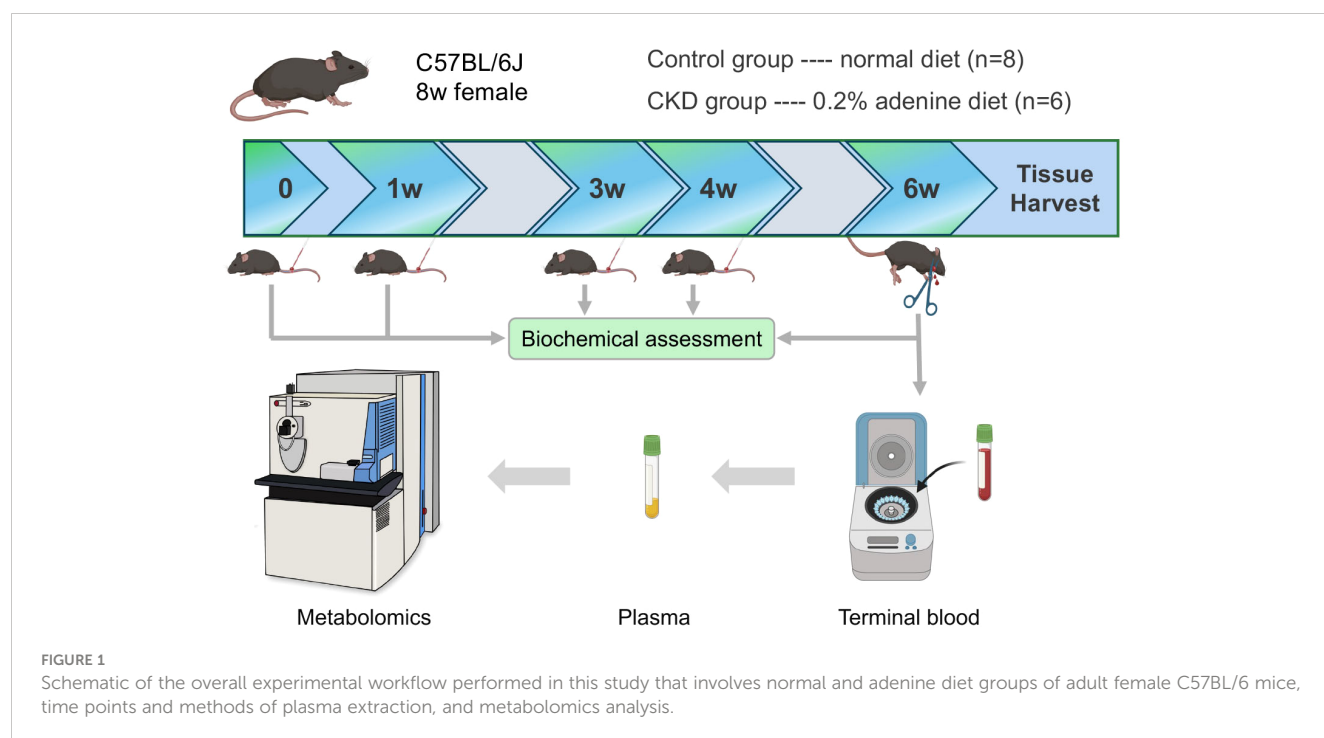 C57BL/6J
8w female
Control group ---- normal diet (n=8)
CKD group ---- 0.2% adenine diet (n=6)
0
1w
3w
4w
6w
Tissue
Harvest
Biochemical assessment
Metabolomics
Plasma
Terminal blood
FIGURE 1
Schematic of the overall experimental workflow performed in this study that involves normal and adenine diet groups of adult female C57BL/6 mice,
time points and methods of plasma extraction, and metabolomics analysis.